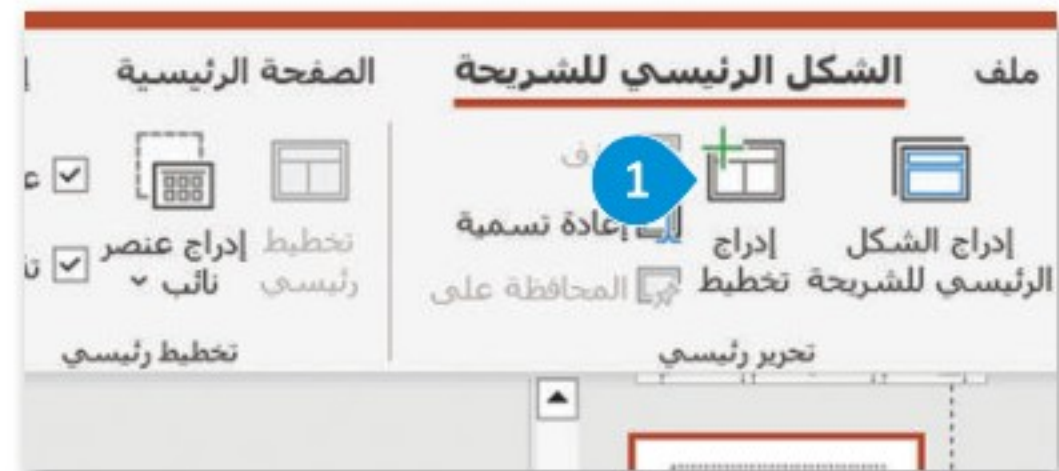 ملف الشكل الرئيسي للشريحة الصفحة الرئيسية
إدراج الشكل
الرئيسي للشريحة
إدراج
تخطيط
1
إعادة تسمية
المحافظة على
تحرير رئيسي
تخطيط
رئيسي
إدراج عنصر
نائب
تخطيط رئيسي